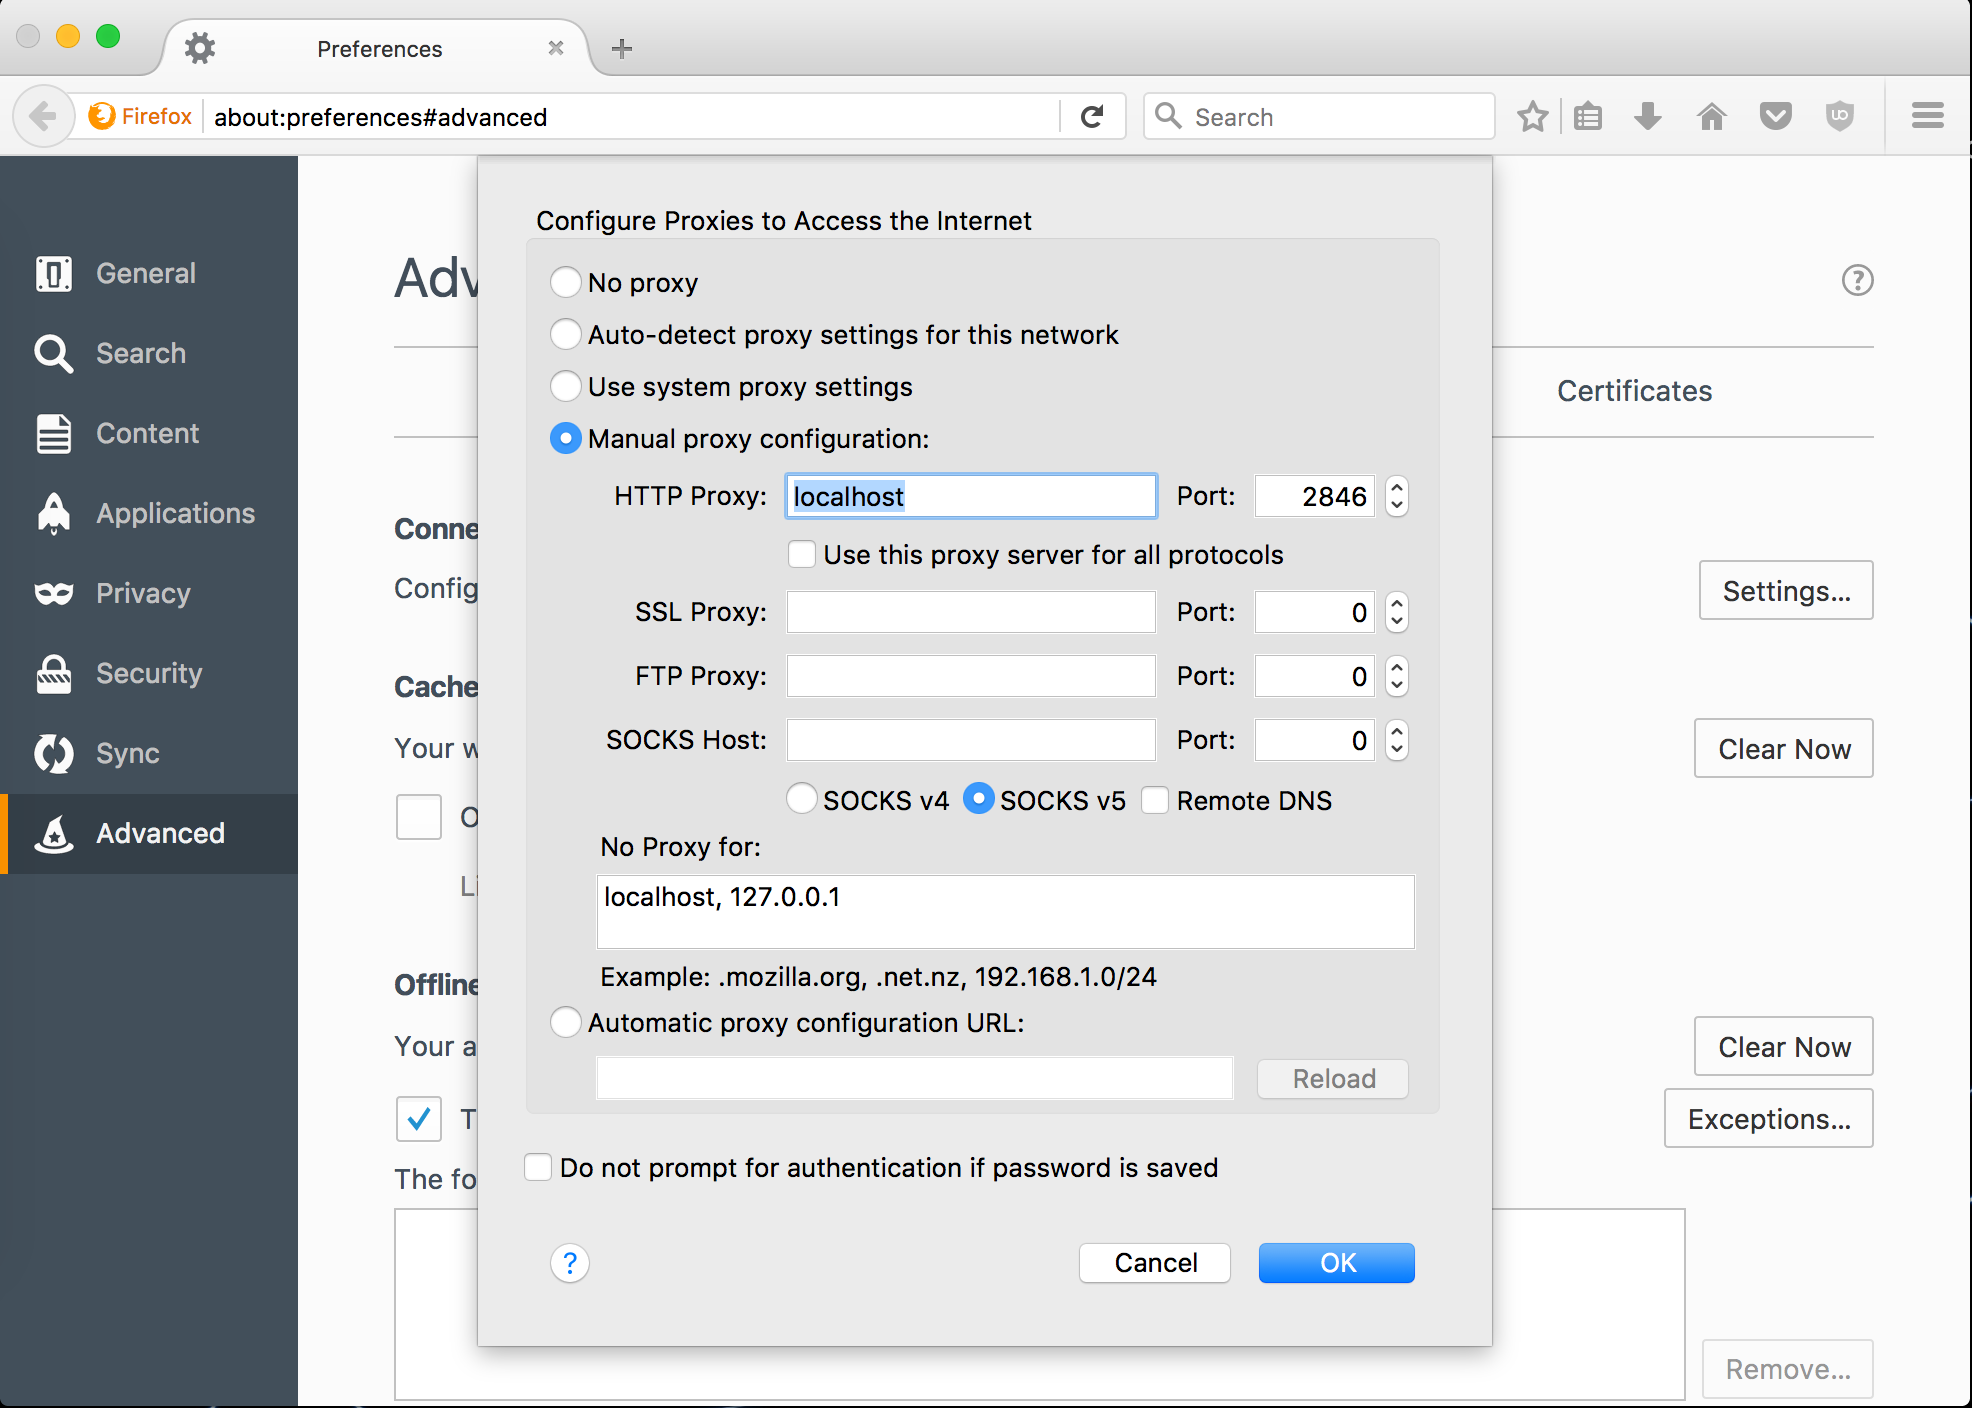 Preferences
Firefox about:preferences#advanced Search
Configure Proxies to Access the Internet
General
Search
Content
Applications
Privacy
Security
Sync
Advanced
Adv
No proxy
Auto-detect proxy settings for this network
Use system proxy settings
Certificates
Manual proxy configuration:
HTTP Proxy: localhost Port: 2846
Conne
Use this proxy server for all protocols
Config
Settings...
SSL Proxy: Port: 0
FTP Proxy: Port: 0
Cache
SOCKS Host: Port: 0
Your w
Clear Now
SOCKS v4 SOCKS v5 Remote DNS
O
No Proxy for:
localhost, 127.0.0.1
Li
Example: .mozilla.org, .net.nz, 192.168.1.0/24
Offline
Automatic proxy configuration URL:
Your a
Clear Now
Reload
T
Exceptions...
Do not prompt for authentication if password is saved
The fo
?
Cancel OK
Remove...